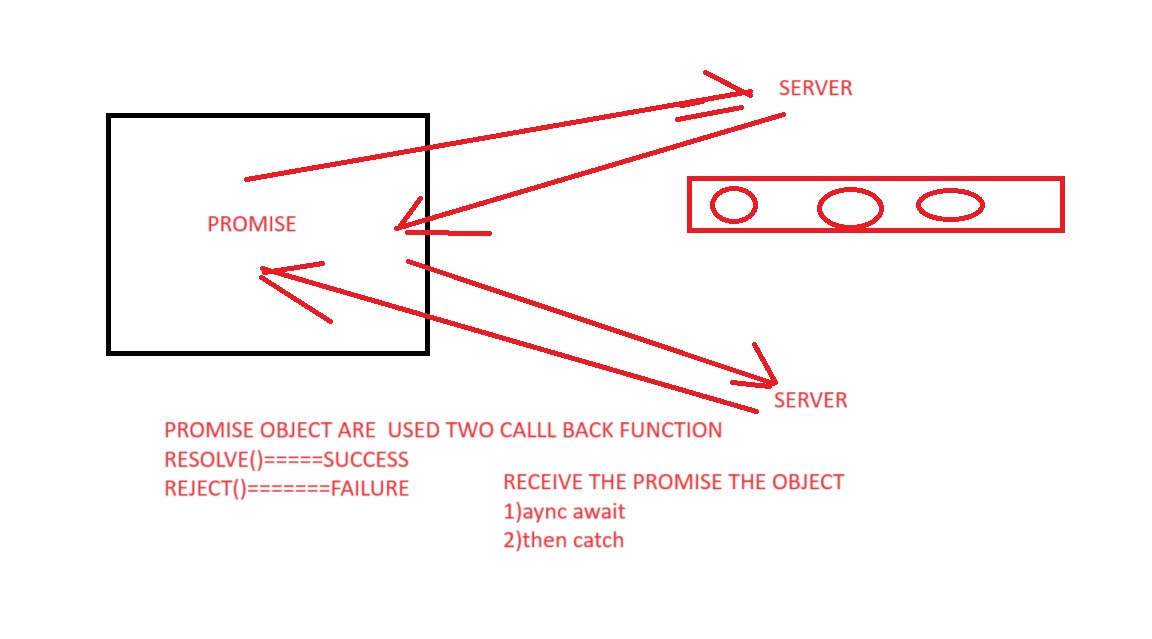 SERVER
PROMISE
SERVER
PROMISE OBJECT ARE  USED TWO CALLL BACK FUNCTION
RESOLVE()=====SUCCESS
REJECT()=======FAILURE
RECEIVE THE PROMISE THE OBJECT
1)aync await
2)then catch